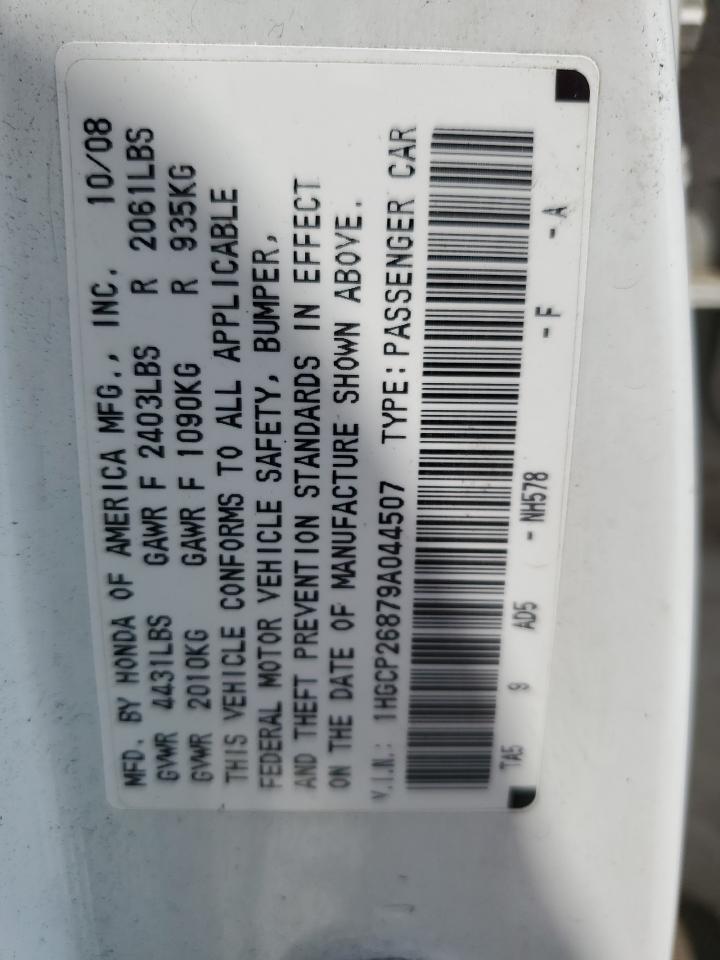 MFD. BY HONDA OF AMERICA MFG., INC. 10/08
GVWR 4431LBS GAWR F 2403LBS R 2061LBS
GVWR 2010KG GAWR F 1090KG R 935KG
THIS VEHICLE CONFORMS TO ALL APPLICABLE
FEDERAL MOTOR VEHICLE SAFETY, BUMPER,
AND THEFT PREVENTION STANDARDS IN EFFECT
ON THE DATE OF MANUFACTURE SHOWN ABOVE.
V.I.N.: 1HGCP26879A044507 TYPE: PASSENGER CAR
TA5 9 AD5 - NH578 - F - A